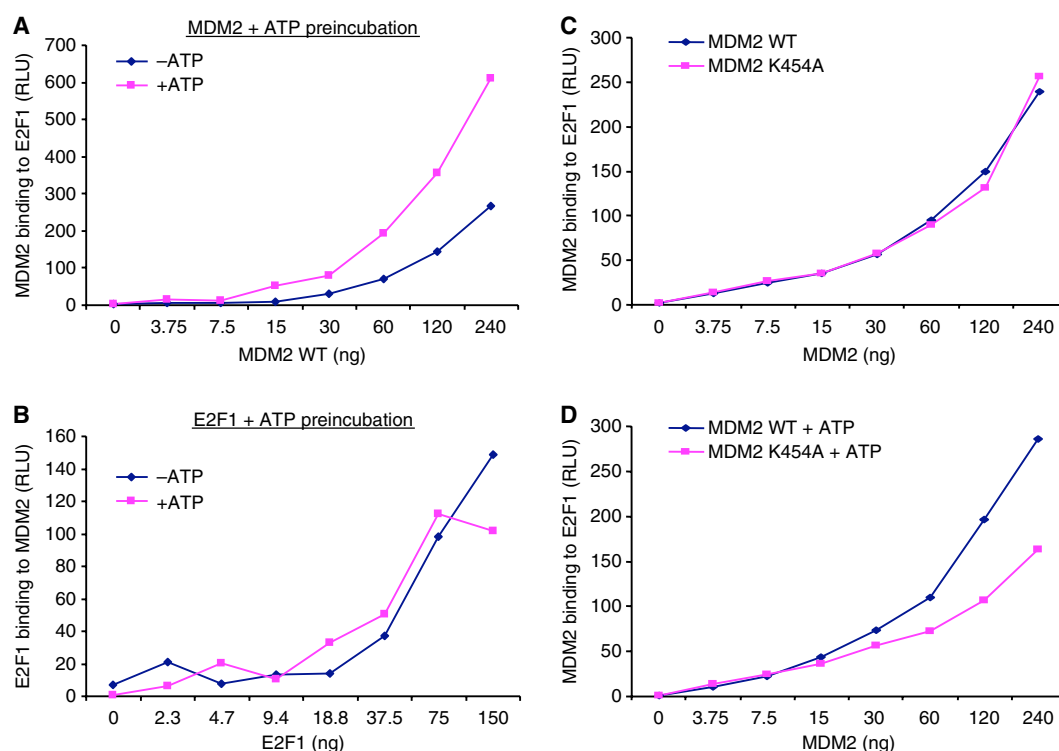 A
MDM2 + ATP preincubation
MDM2 binding to E2F1 (RLU)
700
600
500
400
300
200
100
0
–ATP
+ATP
0 3.75 7.5 15 30 60 120 240
MDM2 WT (ng)
B
E2F1 + ATP preincubation
E2F1 binding to MDM2 (RLU)
160
140
120
100
80
60
40
20
0
–ATP
+ATP
0 2.3 4.7 9.4 18.8 37.5 75 150
E2F1 (ng)
C
MDM2 binding to E2F1 (RLU)
300
250
200
150
100
50
0
MDM2 WT
MDM2 K454A
0 3.75 7.5 15 30 60 120 240
MDM2 (ng)
D
MDM2 binding to E2F1 (RLU)
300
250
200
150
100
50
0
MDM2 WT + ATP
MDM2 K454A + ATP
0 3.75 7.5 15 30 60 120 240
MDM2 (ng)